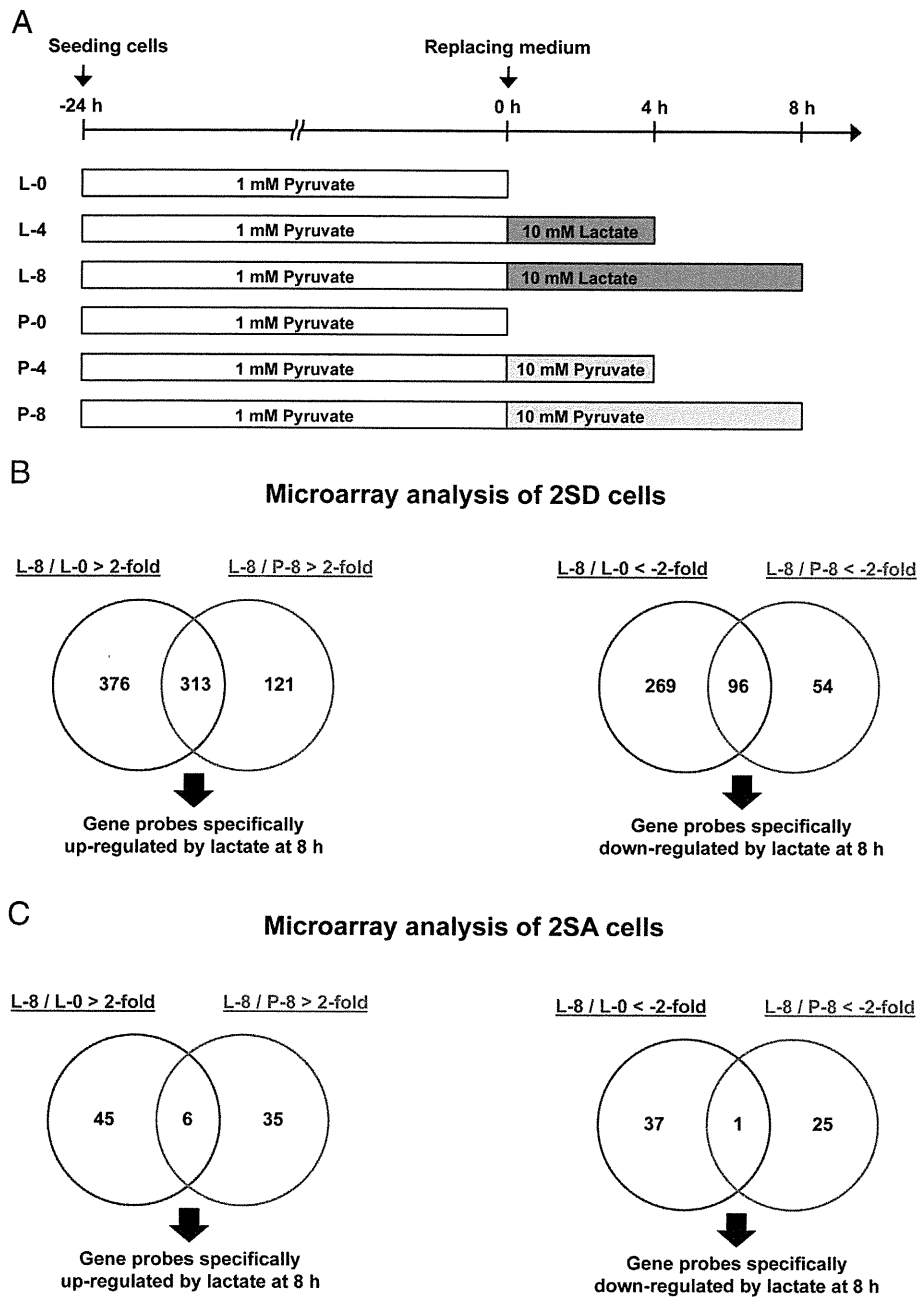 A
Seeding cells
Replacing medium
-24 h
0 h
4 h
8 h
L-0
1 mM Pyruvate
L-4
1 mM Pyruvate
10 mM Lactate
L-8
1 mM Pyruvate
10 mM Lactate
P-0
1 mM Pyruvate
P-4
1 mM Pyruvate
10 mM Pyruvate
P-8
1 mM Pyruvate
10 mM Pyruvate
B
Microarray analysis of 2SD cells
L-8 / L-0 > 2-fold
L-8 / P-8 > 2-fold
376
313
121
Gene probes specifically
up-regulated by lactate at 8 h
L-8 / L-0 < -2-fold
L-8 / P-8 < -2-fold
269
96
54
Gene probes specifically
down-regulated by lactate at 8 h
C
Microarray analysis of 2SA cells
L-8 / L-0 > 2-fold
L-8 / P-8 > 2-fold
45
6
35
Gene probes specifically
up-regulated by lactate at 8 h
L-8 / L-0 < -2-fold
L-8 / P-8 < -2-fold
37
1
25
Gene probes specifically
down-regulated by lactate at 8 h